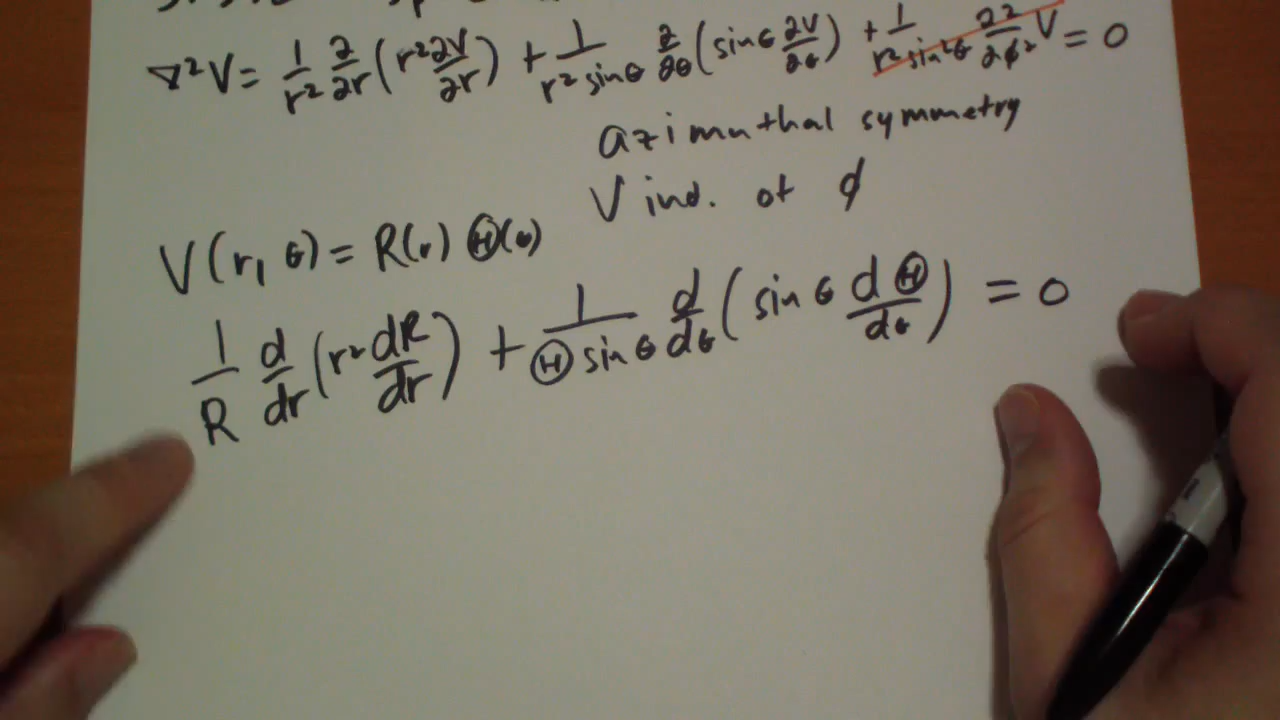 ∇²V = 1/r² ∂/∂r (r² ∂V/∂r) + 1/(r² sinθ) ∂/∂θ (sinθ ∂V/∂θ) + 1/(r² sin²θ) ∂²/∂φ² V = 0
azimuthal symmetry
V ind. of φ
V(r, θ) = R(r) Θ(θ)
1/R d/dr (r² dR/dr) + 1/(Θ sinθ) d/dθ (sinθ dΘ/dθ) = 0